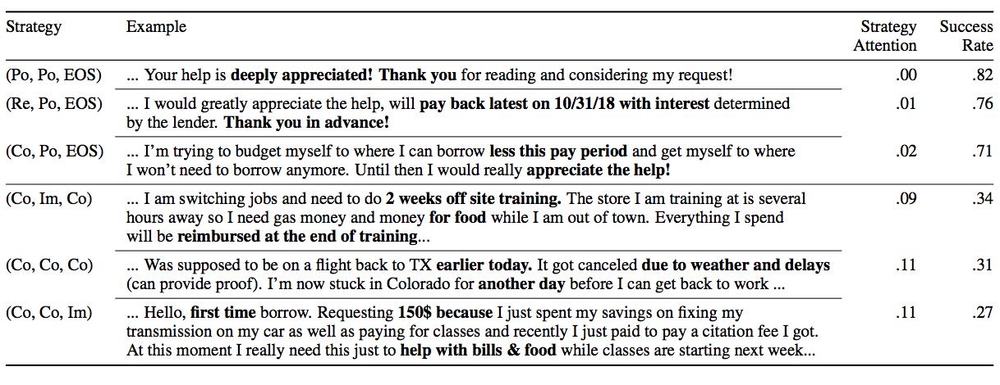 Strategy Example Strategy Attention Success Rate
(Po, Po, EOS) ... Your help is deeply appreciated! Thank you for reading and considering my request! .00 .82
(Re, Po, EOS) ... I would greatly appreciate the help, will pay back latest on 10/31/18 with interest determined .01 .76
by the lender. Thank you in advance!
(Co, Po, EOS) ... I'm trying to budget myself to where I can borrow less this pay period and get myself to where .02 .71
I won't need to borrow anymore. Until then I would really appreciate the help!
(Co, Im, Co) ... I am switching jobs and need to do 2 weeks off site training. The store I am training at is several .09 .34
hours away so I need gas money and money for food while I am out of town. Everything I spend
will be reimbursed at the end of training...
(Co, Co, Co) ... Was supposed to be on a flight back to TX earlier today. It got canceled due to weather and delays .11 .31
(can provide proof). I'm now stuck in Colorado for another day before I can get back to work ...
(Co, Co, Im) ... Hello, first time borrow. Requesting 150$ because I just spent my savings on fixing my .11 .27
transmission on my car as well as paying for classes and recently I just paid to pay a citation fee I got.
At this moment I really need this just to help with bills & food while classes are starting next week...